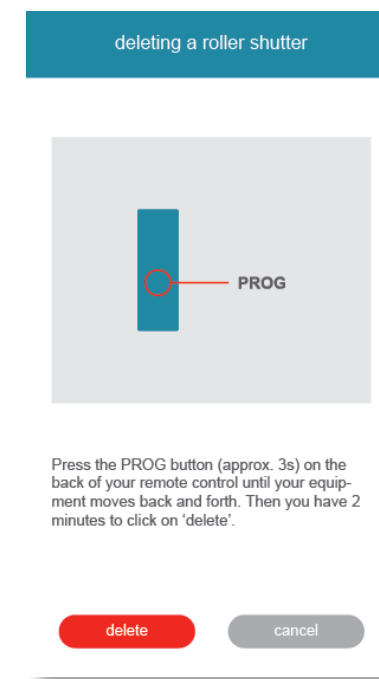 deleting a roller shutter
PROG
Press the PROG button (approx. 3s) on the
back of your remote control until your equip-
ment moves back and forth. Then you have 2
minutes to click on ‘delete’.
delete
cancel